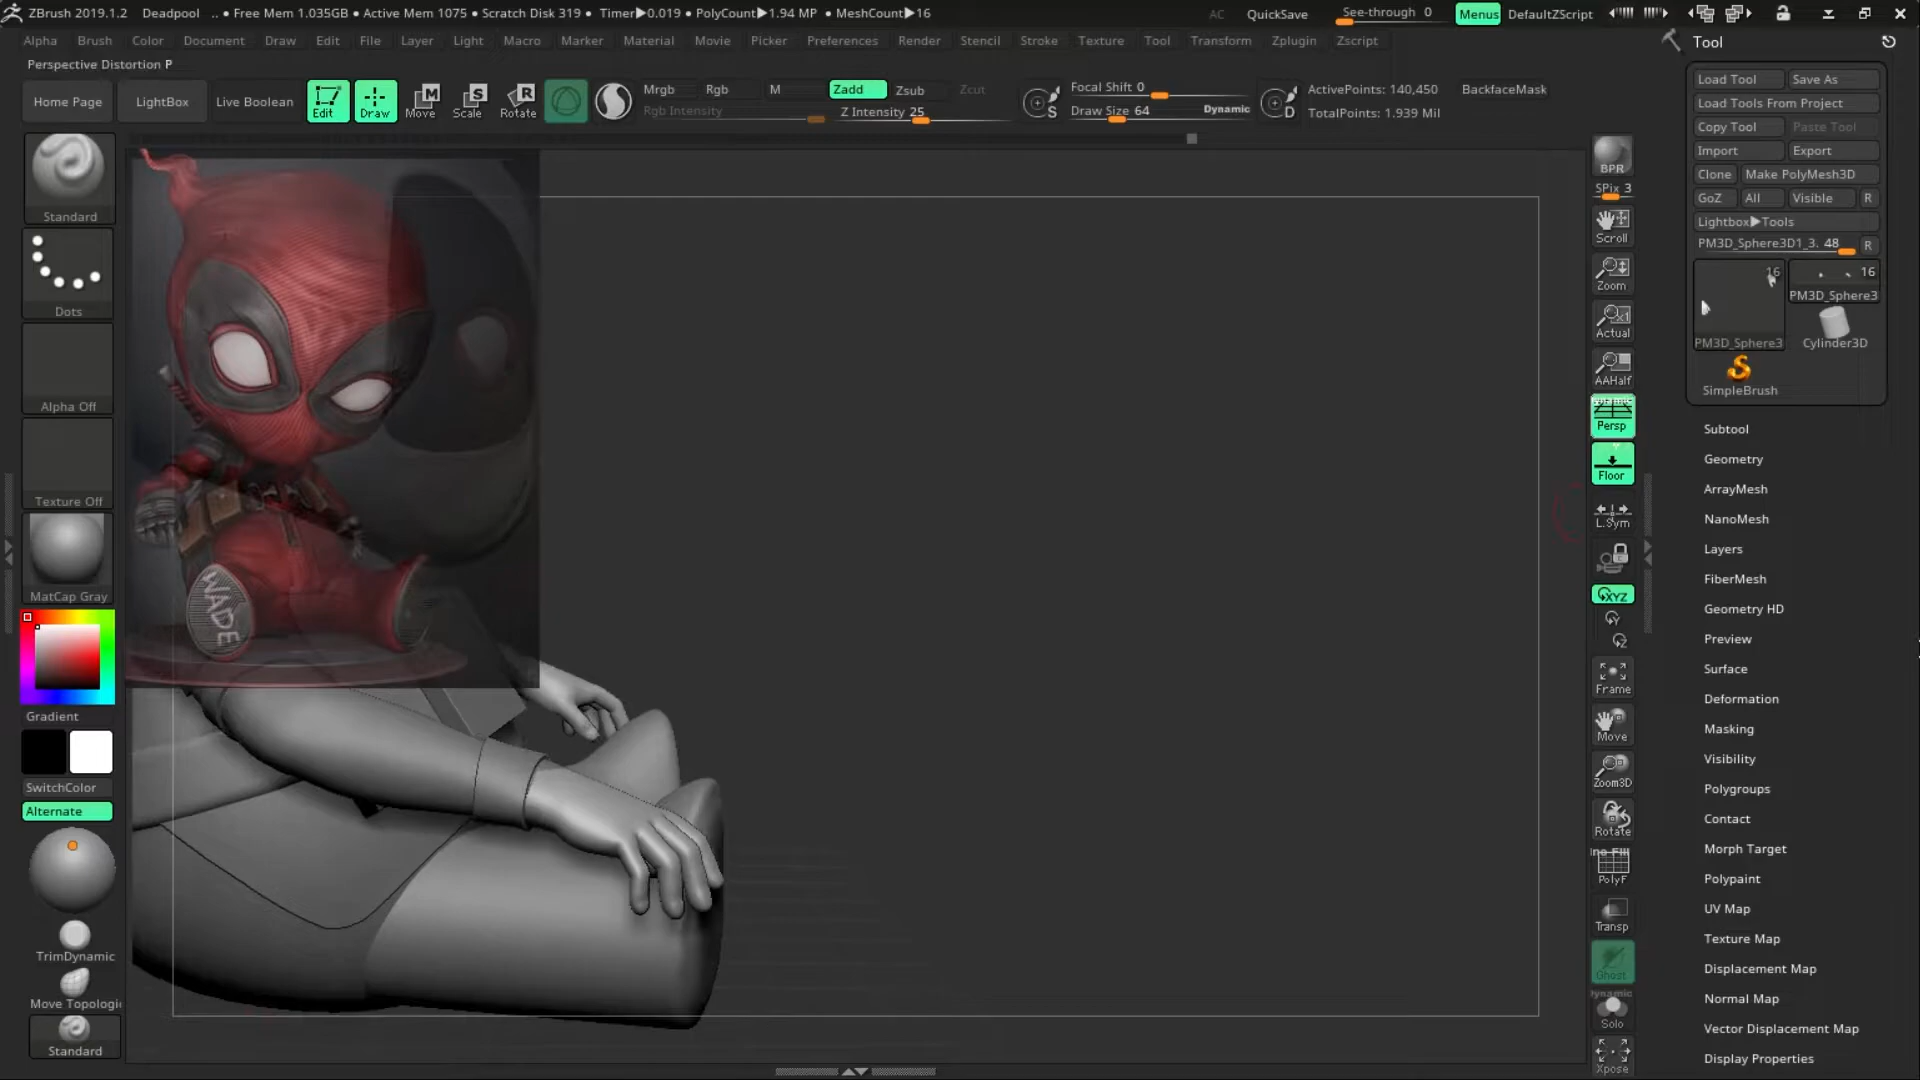 ZBrush 2019.1.2 Deadpool .. • Free Mem 1.035GB • Active Mem 1075 • Scratch Disk 319 • Timer▶0.019 • PolyCount▶1.94 MP • MeshCount▶16 AC QuickSave See-through 0 Menus DefaultZScript
Alpha Brush Color Document Draw Edit File Layer Light Macro Marker Material Movie Picker Preferences Render Stencil Stroke Texture Tool Transform Zplugin Zscript
Perspective Distortion P
Home Page LightBox Live Boolean Edit Draw Move Scale Rotate
Mrgb Rgb M Zadd Zsub Zcut
Rgb Intensity Z Intensity 25
Focal Shift 0
Draw Size 64 Dynamic
ActivePoints: 140,450 BackfaceMask
TotalPoints: 1.939 Mil
Standard
Dots
Alpha Off
Texture Off
MatCap Gray
Gradient
SwitchColor
Alternate
TrimDynamic
Move Topologic
Standard
WADE
BPR
SPix 3
Scroll
Zoom
Actual
AAHalf
Persp
Floor
L.Sym
XYZ
Frame
Move
Zoom3D
Rotate
PolyF
Transp
Ghost
Dynamic
Solo
Xpose
Tool
Load Tool Save As
Load Tools From Project
Copy Tool Paste Tool
Import Export
Clone Make PolyMesh3D
GoZ All Visible R
Lightbox▶Tools
PM3D_Sphere3D1_3. 48 R
16 16
PM3D_Sphere3
PM3D_Sphere3 Cylinder3D
SimpleBrush
Subtool
Geometry
ArrayMesh
NanoMesh
Layers
FiberMesh
Geometry HD
Preview
Surface
Deformation
Masking
Visibility
Polygroups
Contact
Morph Target
Polypaint
UV Map
Texture Map
Displacement Map
Normal Map
Vector Displacement Map
Display Properties